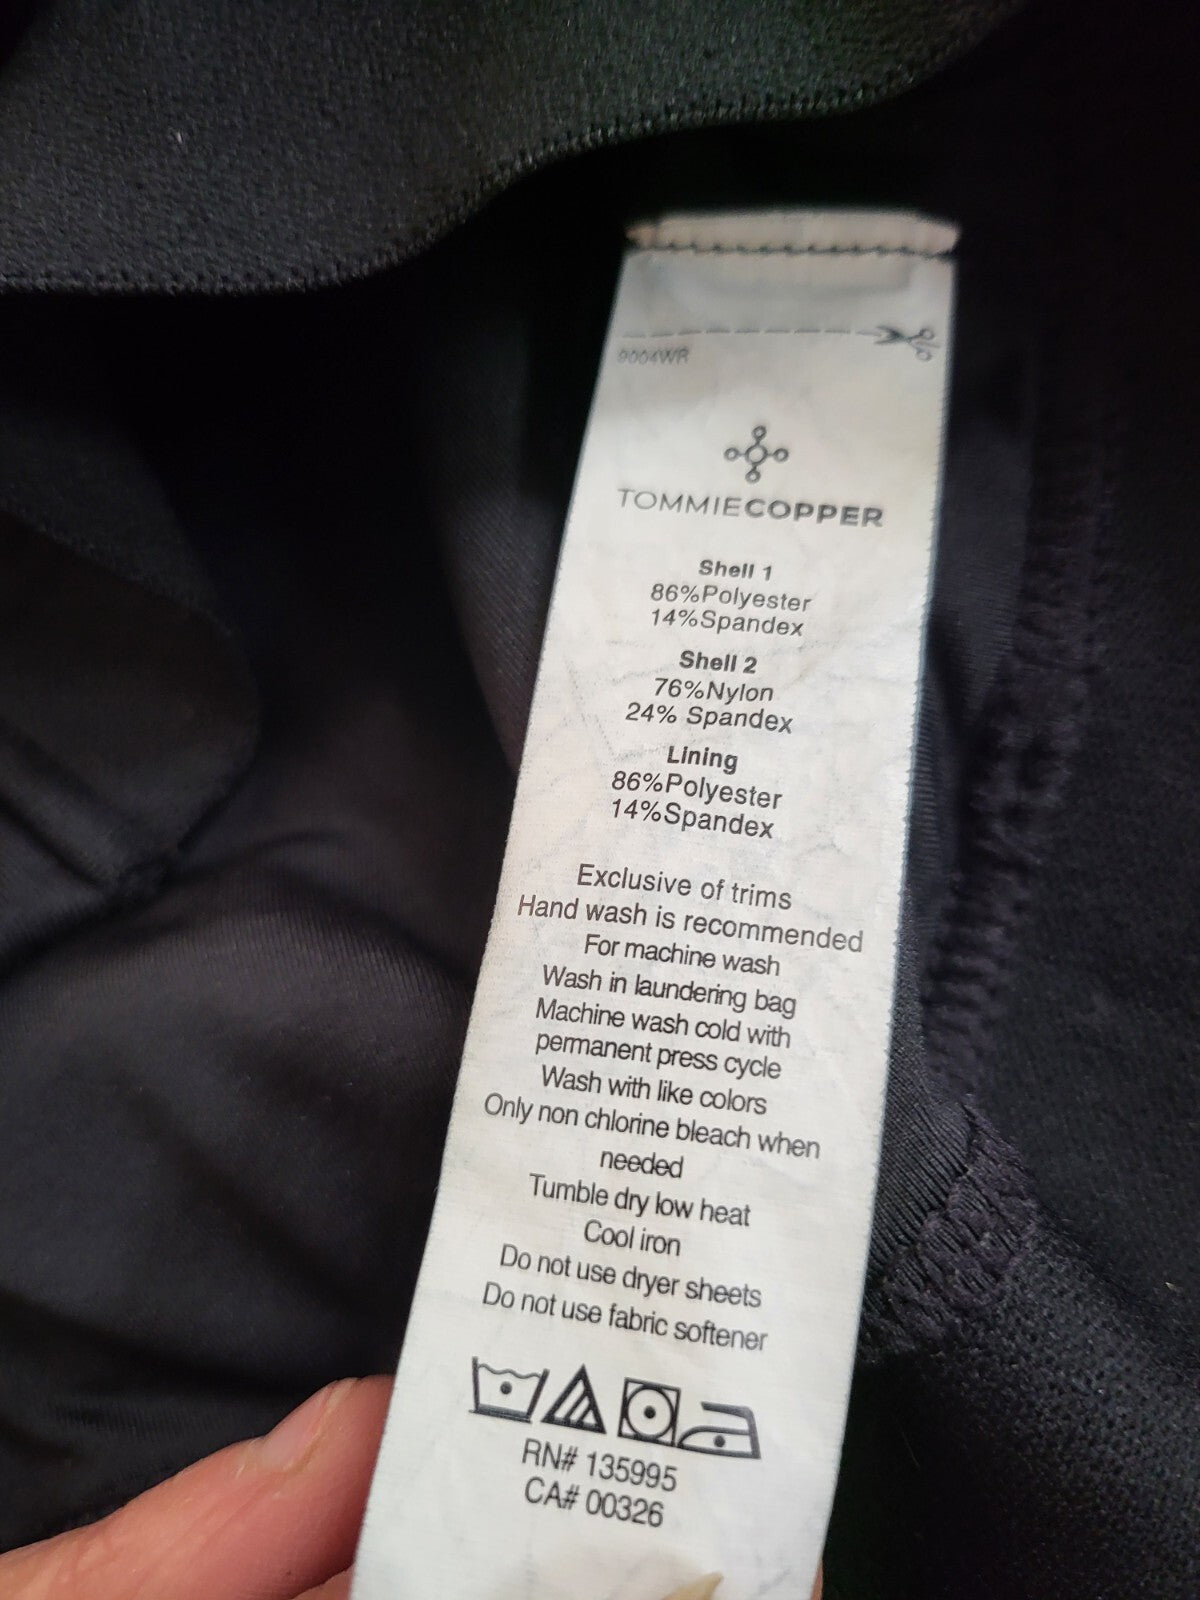 9004WR
TOMMIECOPPER
Shell 1
86%Polyester
14%Spandex
Shell 2
76%Nylon
24% Spandex
Lining
86%Polyester
14%Spandex
Exclusive of trims
Hand wash is recommended
For machine wash
Wash in laundering bag
Machine wash cold with
permanent press cycle
Wash with like colors
Only non chlorine bleach when
needed
Tumble dry low heat
Cool iron
Do not use dryer sheets
Do not use fabric softener
RN# 135995
CA# 00326